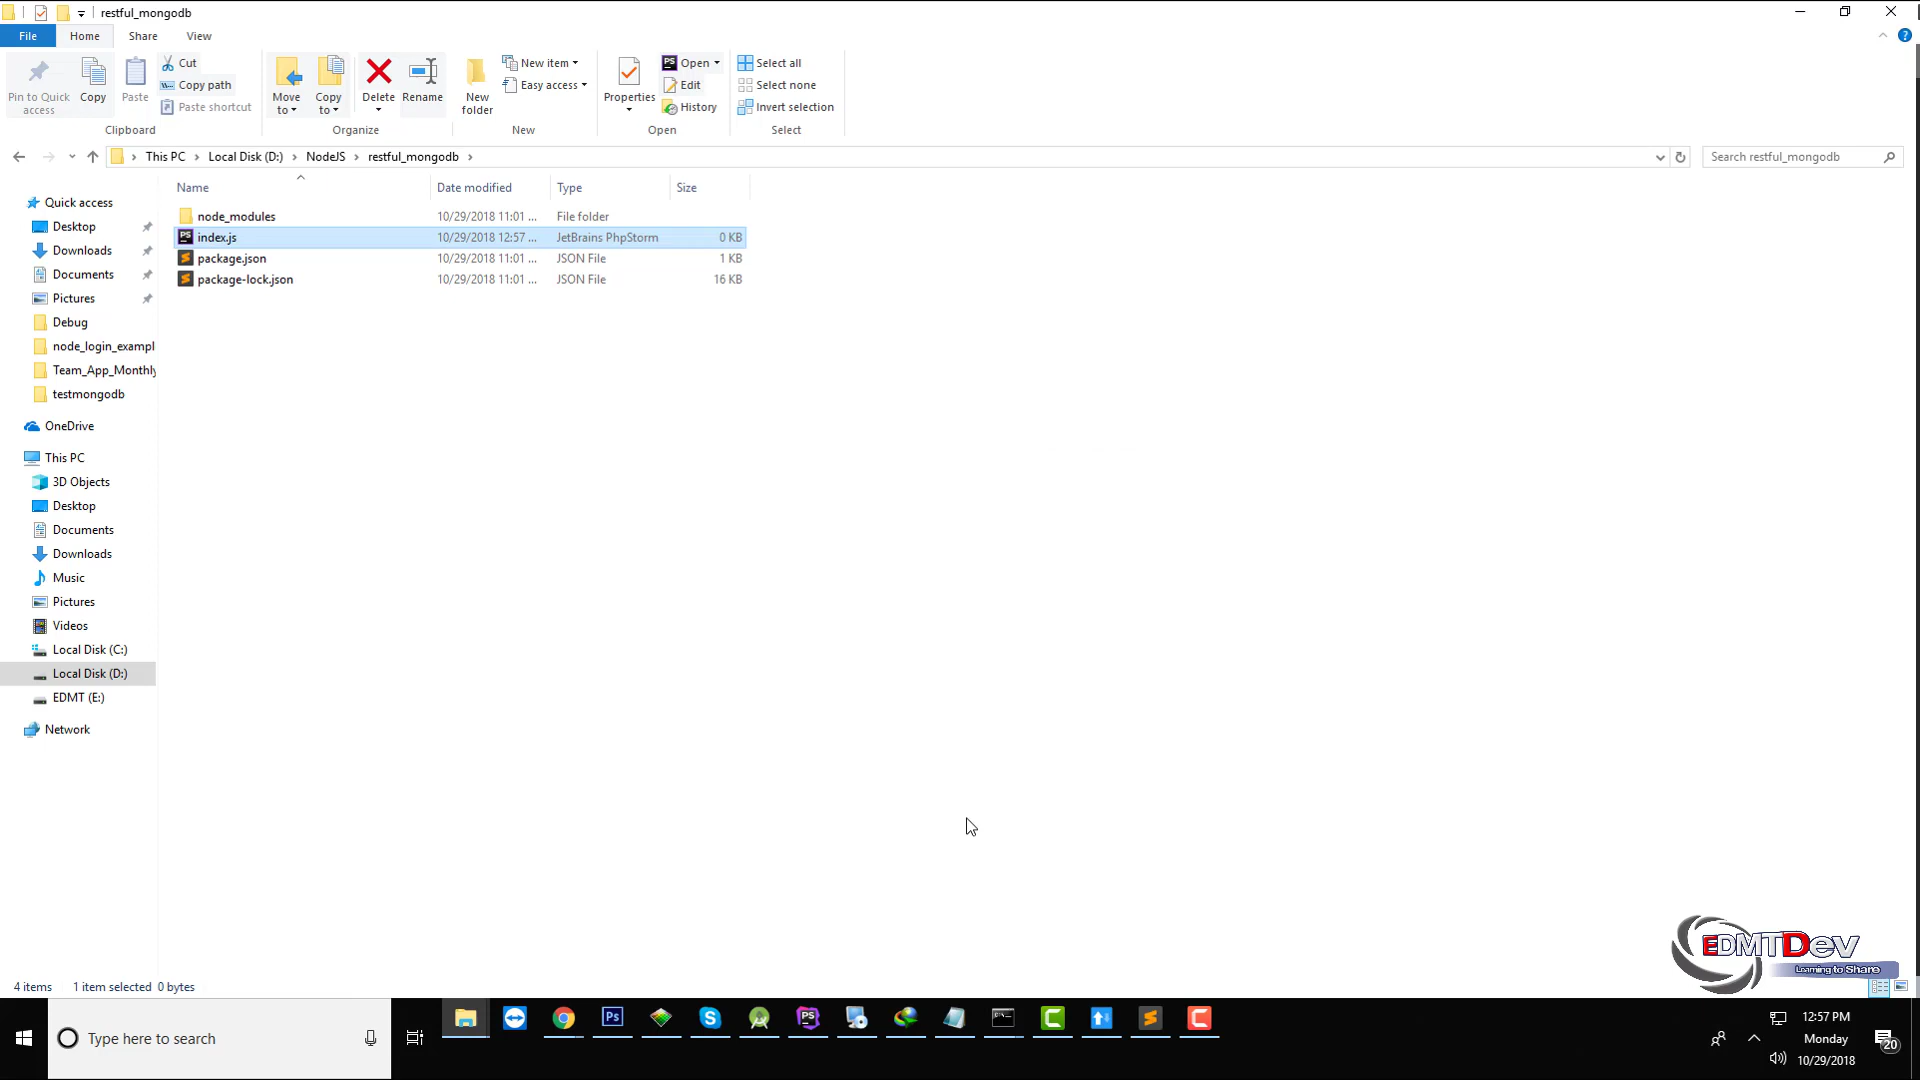 restful_mongodb
File Home Share View
Pin to Quick access
Copy
Paste
Cut
Copy path
Paste shortcut
Clipboard
Move to
Copy to
Delete
Rename
Organize
New folder
New item
Easy access
New
Properties
Open
Edit
History
Open
Select all
Select none
Invert selection
Select
This PC > Local Disk (D:) > NodeJS > restful_mongodb >
Search restful_mongodb
Name Date modified Type Size
node_modules 10/29/2018 11:01 ... File folder
index.js 10/29/2018 12:57 ... JetBrains PhpStorm 0 KB
package.json 10/29/2018 11:01 ... JSON File 1 KB
package-lock.json 10/29/2018 11:01 ... JSON File 16 KB
Quick access
Desktop
Downloads
Documents
Pictures
Debug
node_login_exampl
Team_App_Monthly
testmongodb
OneDrive
This PC
3D Objects
Desktop
Documents
Downloads
Music
Pictures
Videos
Local Disk (C:)
Local Disk (D:)
EDMT (E:)
Network
EDMTDev
Learning to Share
4 items 1 item selected 0 bytes
Type here to search
12:57 PM
Monday
10/29/2018
20